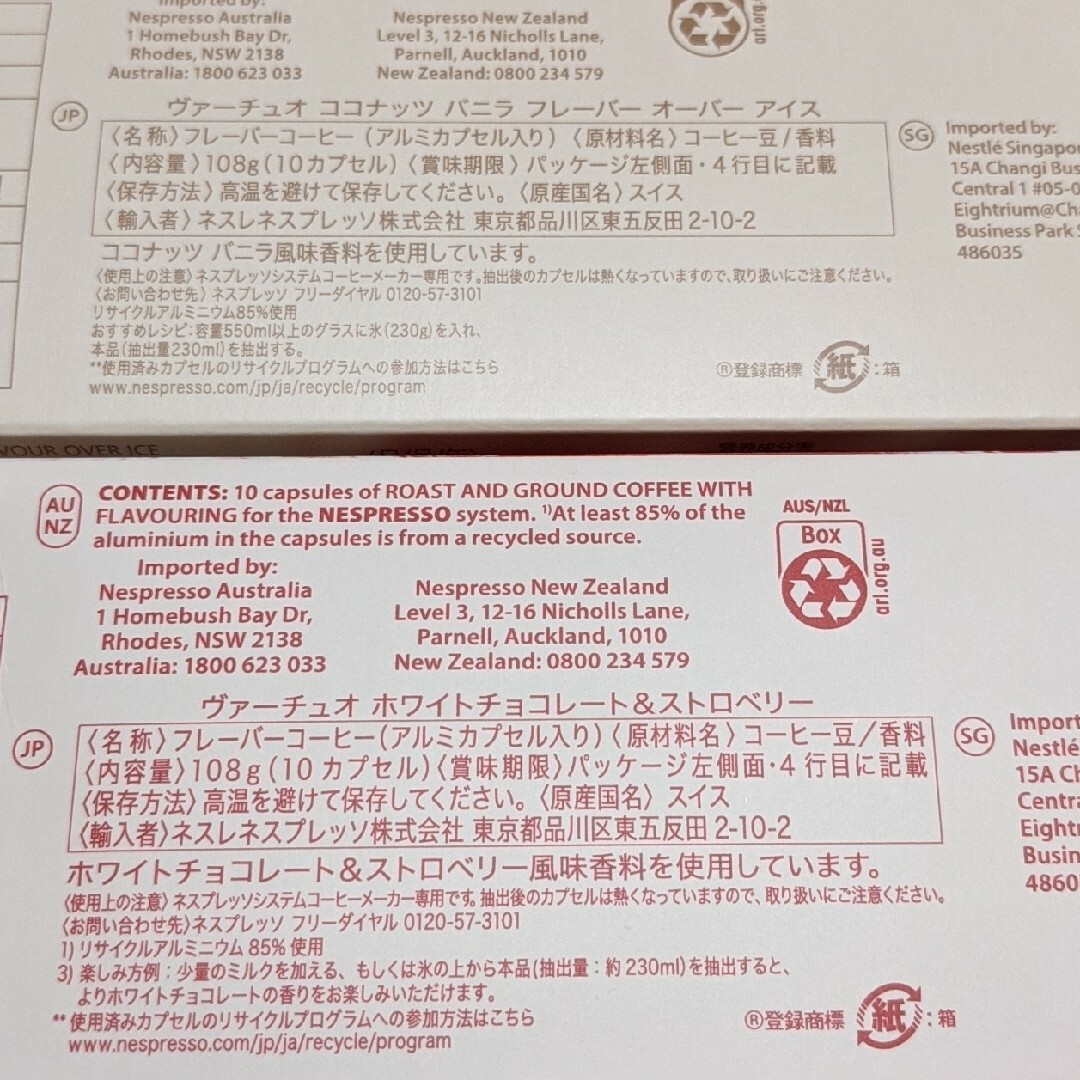 Imported by:
Nespresso Australia
1 Homebush Bay Dr,
Rhodes, NSW 2138
Australia: 1800 623 033
Nespresso New Zealand
Level 3, 12-16 Nicholls Lane,
Parnell, Auckland, 1010
New Zealand: 0800 234 579
JP
ヴァーチュオ ココナッツ バニラ フレーバー オーバー アイス
〈名称〉フレーバーコーヒー(アルミカプセル入り)〈原材料名〉コーヒー豆/香料
〈内容量〉108g(10カプセル)〈賞味期限〉パッケージ左側面・4行目に記載
〈保存方法〉高温を避けて保存してください。〈原産国名〉スイス
〈輸入者〉ネスレネスプレッソ株式会社 東京都品川区東五反田2-10-2
ココナッツ バニラ風味香料を使用しています。
〈使用上の注意〉ネスプレッソシステムコーヒーメーカー専用です。抽出後のカプセルは熱くなっていますので、取り扱いにご注意ください。
〈お問い合わせ先〉ネスプレッソ フリーダイヤル 0120-57-3101
リサイクルアルミニウム85%使用
おすすめレシピ:容量550ml以上のグラスに氷(230g)を入れ、
本品(抽出量230ml)を抽出する。
**使用済みカプセルのリサイクルプログラムへの参加方法はこちら
www.nespresso.com/jp/ja/recycle/program
®登録商標 紙:箱
SG
Imported by:
Nestlé Singapo
15A Changi Bus
Central 1 #05-0
Eightrium@Cha
Business Park
486035
VOUR OVER ICE
AU
NZ
CONTENTS: 10 capsules of ROAST AND GROUND COFFEE WITH
FLAVOURING for the NESPRESSO system. ¹⁾At least 85% of the
aluminium in the capsules is from a recycled source.
Imported by:
Nespresso Australia
1 Homebush Bay Dr,
Rhodes, NSW 2138
Australia: 1800 623 033
Nespresso New Zealand
Level 3, 12-16 Nicholls Lane,
Parnell, Auckland, 1010
New Zealand: 0800 234 579
AUS/NZL
Box
arl.org.au
JP
ヴァーチュオ ホワイトチョコレート&ストロベリー
〈名称〉フレーバーコーヒー(アルミカプセル入り)〈原材料名〉コーヒー豆/香料
〈内容量〉108g(10カプセル)〈賞味期限〉パッケージ左側面・4行目に記載
〈保存方法〉高温を避けて保存してください。〈原産国名〉スイス
〈輸入者〉ネスレネスプレッソ株式会社 東京都品川区東五反田2-10-2
ホワイトチョコレート&ストロベリー風味香料を使用しています。
〈使用上の注意〉ネスプレッソシステムコーヒーメーカー専用です。抽出後のカプセルは熱くなっていますので、取り扱いにご注意ください。
〈お問い合わせ先〉ネスプレッソ フリーダイヤル 0120-57-3101
1) リサイクルアルミニウム 85% 使用
3) 楽しみ方例:少量のミルクを加える、もしくは氷の上から本品(抽出量:約230ml)を抽出すると、
よりホワイトチョコレートの香りをお楽しみいただけます。
** 使用済みカプセルのリサイクルプログラムへの参加方法はこちら
www.nespresso.com/jp/ja/recycle/program
®登録商標 紙:箱
SG
Import
Nestlé
15A Ch
Centra
Eightr
Busin
4860